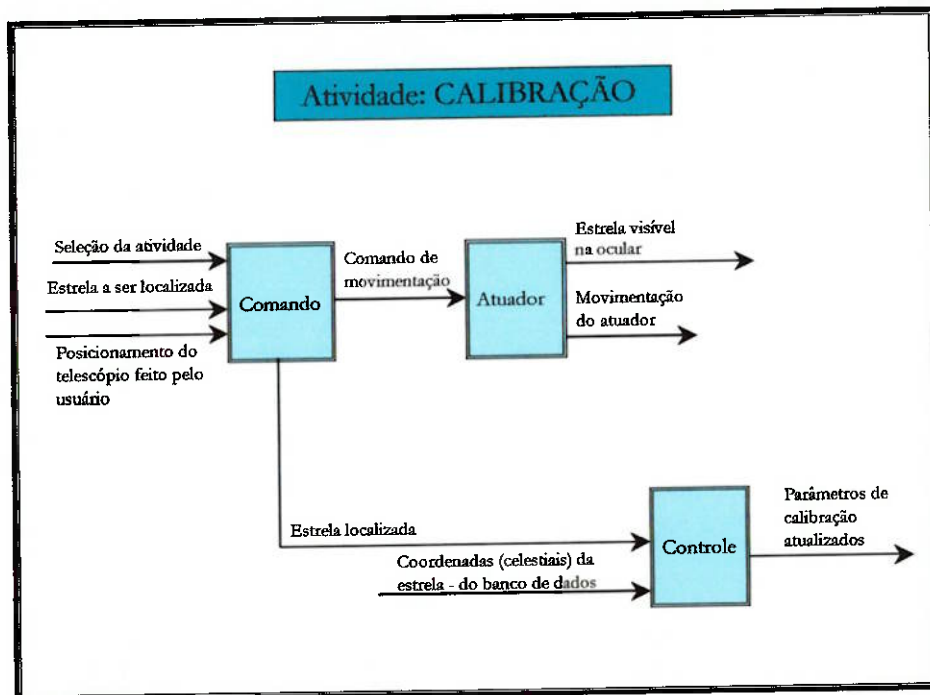 Atividade: CALIBRAÇÃO
Seleção da atividade
Estrela a ser localizada
Posicionamento do
telescópio feito pelo
usuário
Comando
Comando de
movimentação
Atuador
Estrela visível
na ocular
Movimentação
do atuador
Estrela localizada
Coordenadas (celestiais) da
estrela - do banco de dados
Controle
Parâmetros de
calibração
atualizados